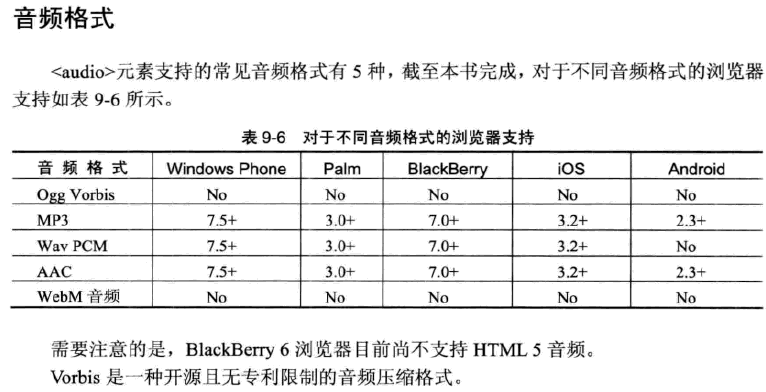 音频格式
<audio>元素支持的常见音频格式有 5 种，截至本书完成，对于不同音频格式的浏览器
支持如表 9-6 所示。
表 9-6 对于不同音频格式的浏览器支持
音 频 格 式 Windows Phone Palm BlackBerry iOS Android
Ogg Vorbis No No No No No
MP3 7.5+ 3.0+ 7.0+ 3.2+ 2.3+
Wav PCM 7.5+ 3.0+ 7.0+ 3.2+ No
AAC 7.5+ 3.0+ 7.0+ 3.2+ 2.3+
WebM 音频 No No No No No
需要注意的是，BlackBerry 6 浏览器目前尚不支持 HTML 5 音频。
Vorbis 是一种开源且无专利限制的音频压缩格式。